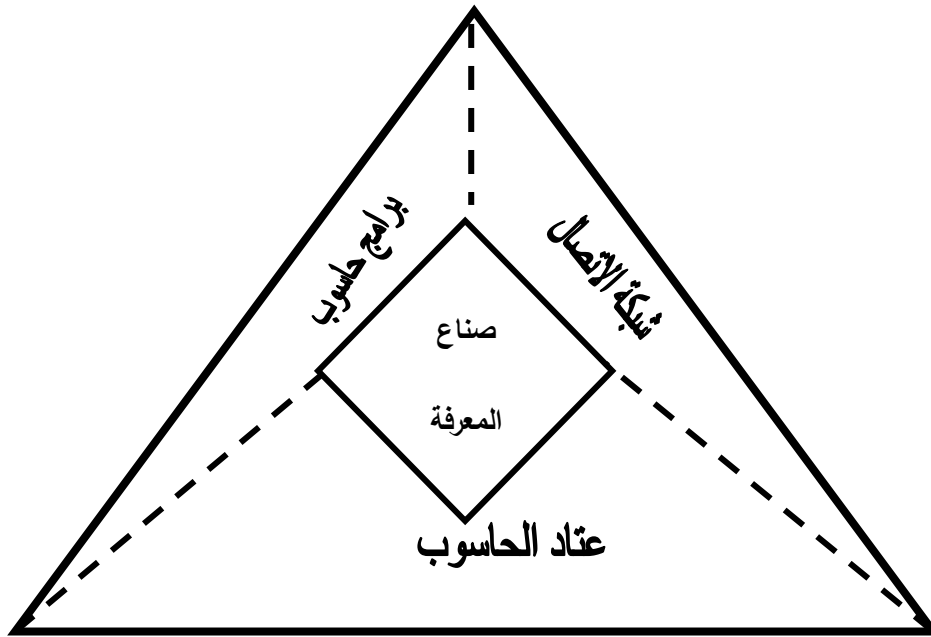 برامج حاسوب
شبكة الاتصال
صناع
المعرفة
عتاد الحاسوب